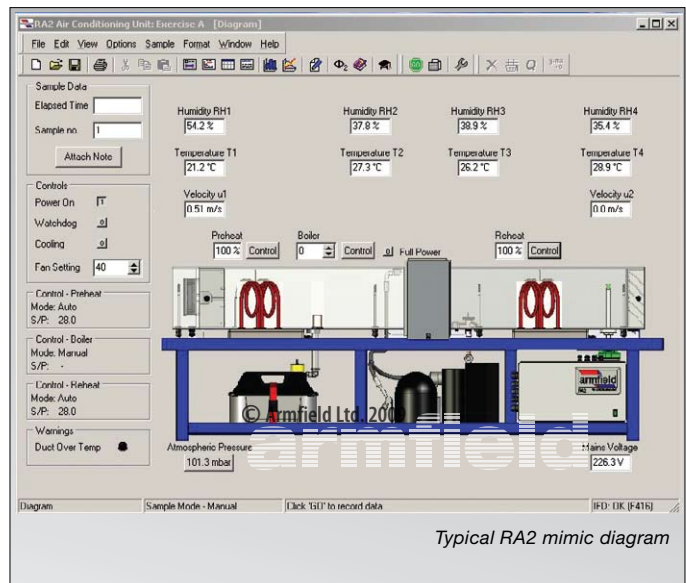 RA2 Air Conditioning Unit: Exercise A - [Diagram]
File Edit View Options Sample Format Window Help
Sample Data
Elapsed Time
Sample no. 1
Attach Note
Controls
Power On 1
Watchdog 0
Cooling 0
Fan Setting 40
Control - Preheat
Mode: Auto
S/P: 28.0
Control - Boiler
Mode: Manual
S/P: -
Control - Reheat
Mode: Auto
S/P: 28.0
Warnings
Duct Over Temp
Humidity RH1 Humidity RH2 Humidity RH3 Humidity RH4
54.2 % 37.8 % 38.9 % 35.4 %
Temperature T1 Temperature T2 Temperature T3 Temperature T4
21.2 °C 27.3 °C 26.2 °C 28.9 °C
Velocity u1 Velocity u2
0.51 m/s 0.0 m/s
Preheat Boiler Reheat
100 % Control 0 Control 0 Full Power 100 % Control
armfield
© Armfield Ltd. 2009
armfield
Atmospheric Pressure Mains Voltage
101.3 mbar 226.3 V
Diagram Sample Mode - Manual Click 'GO' to record data IFD: OK (F416)
Typical RA2 mimic diagram